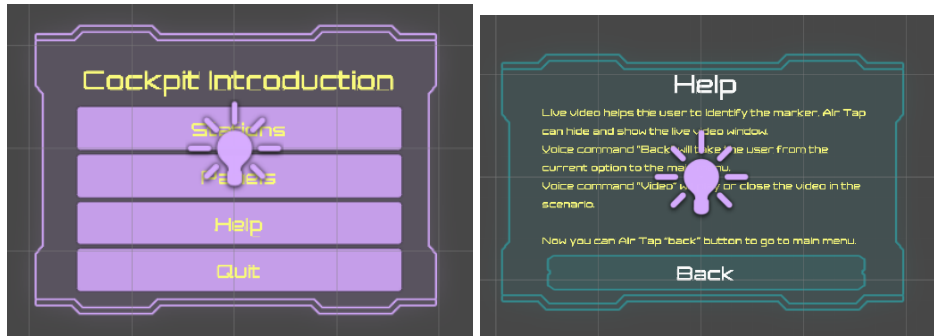 Cockpit Introduction
Help
Quit
Help
Live video helps the user to identify the marker. Air Tap
can hide and show the live video window.
Voice command "Back" will take the user from the
current option to the main menu.
Voice command "Video" or close the video in the
scenario.
Now you can Air Tap "back" button to go to main menu.
Back